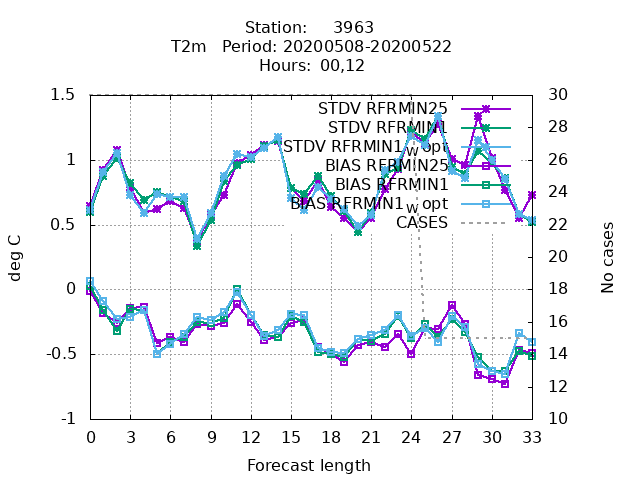 Station: 3963
T2m Period: 20200508-20200522
Hours: 00,12
1.5
1
0.5
0
-0.5
-1
deg C
30
28
26
24
22
20
18
16
14
12
10
No cases
STDV RFRMIN25
STDV RFRMIN1
STDV RFRMIN1_w_opt
BIAS RFRMIN25
BIAS RFRMIN1
BIAS RFRMIN1_w_opt
CASES
0 3 6 9 12 15 18 21 24 27 30 33
Forecast length